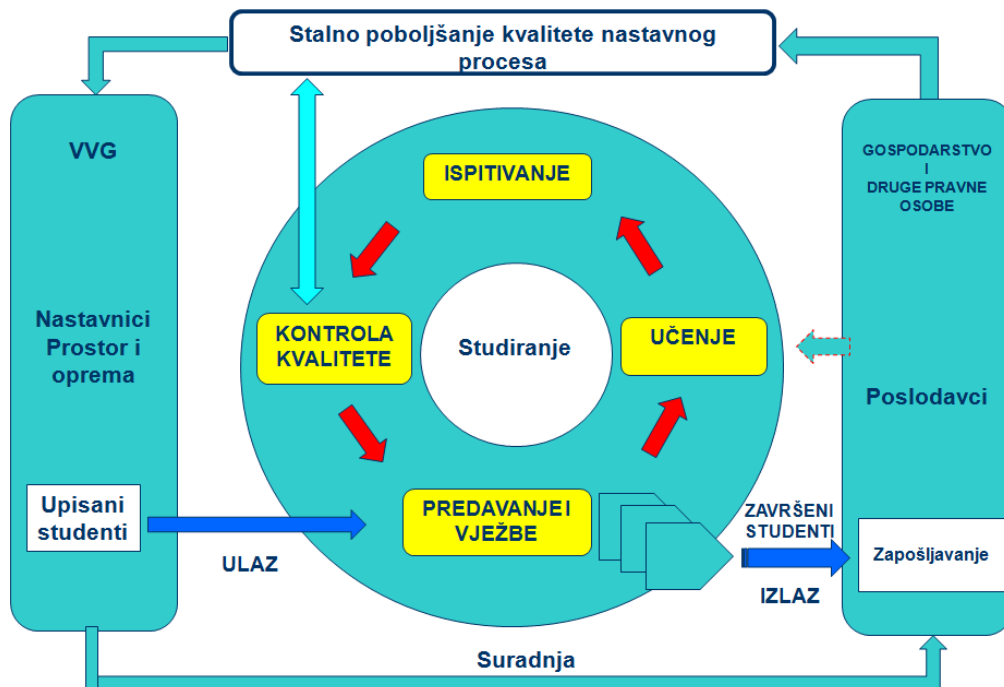 Stalno poboljšanje kvalitete nastavnog
procesa
VVG
Nastavnici
Prostor i
oprema
Upisani
studenti
ULAZ
ISPITIVANJE
KONTROLA
KVALITETE
Studiranje
UČENJE
PREDAVANJE I
VJEŽBE
ZAVRŠENI
STUDENTI
IZLAZ
GOSPODARSTVO
I
DRUGE PRAVNE
OSOBE
Poslodavci
Zapošljavanje
Suradnja